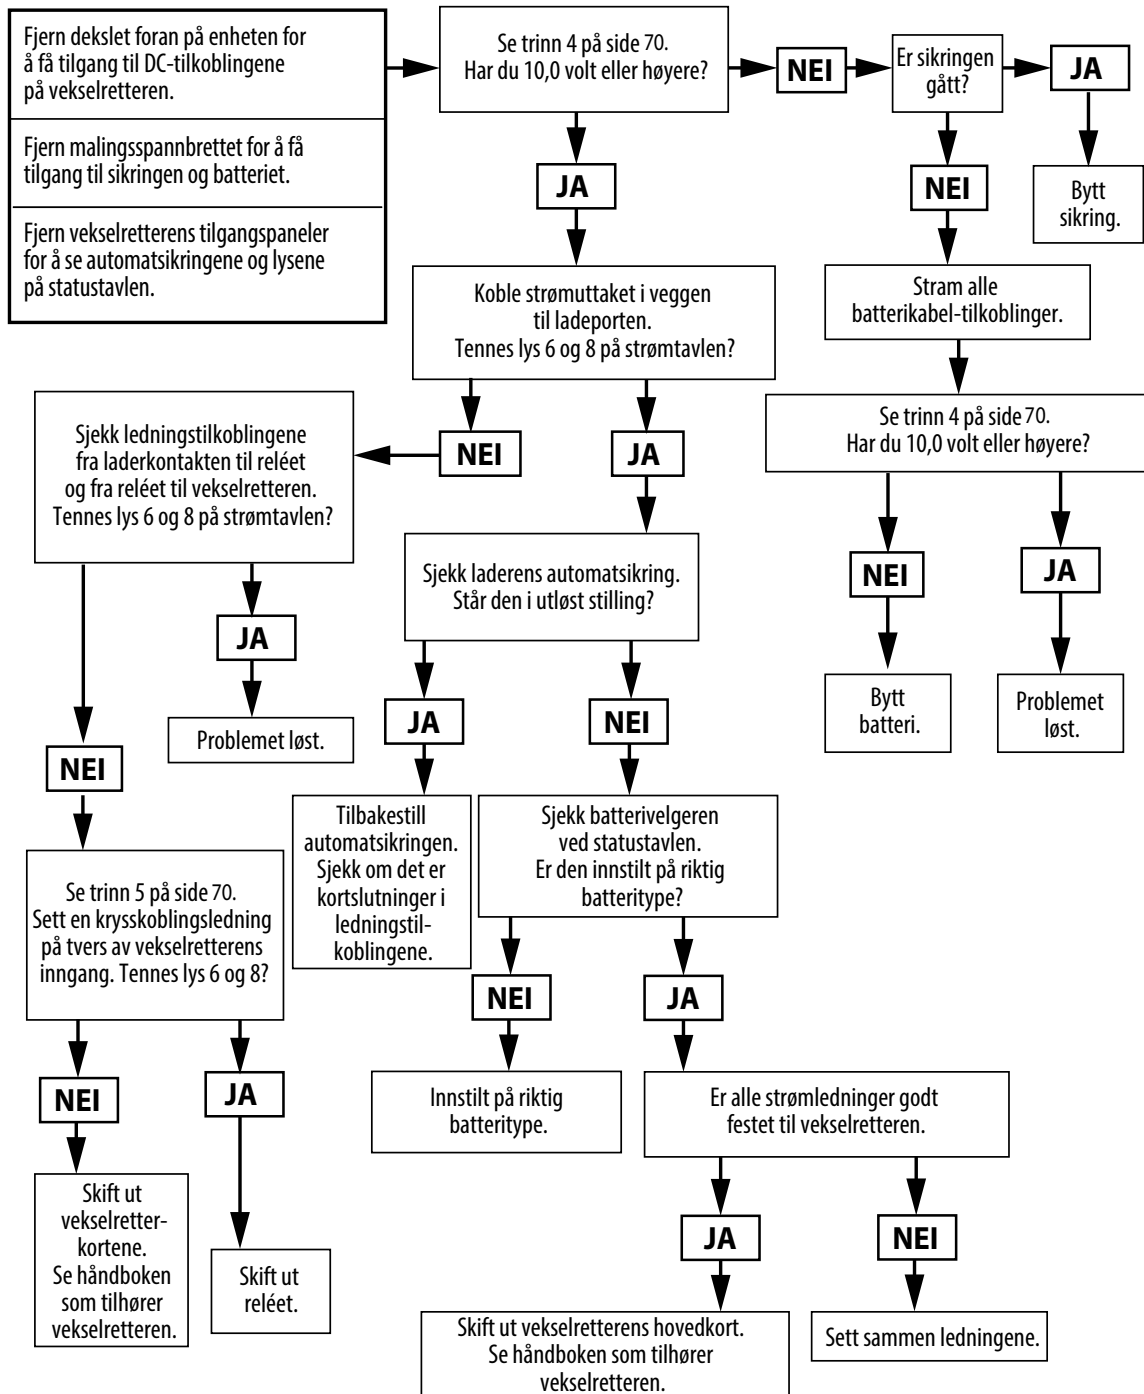 Fjern dekslet foran på enheten for
å få tilgang til DC-tilkoblingene
på vekselretteren.
Fjern malingsspannbrettet for å få
tilgang til sikringen og batteriet.
Fjern vekselretterens tilgangspaneler
for å se automatsikringene og lysene
på statustavlen.
Se trinn 4 på side 70.
Har du 10,0 volt eller høyere?
NEI
Er sikringen
gått?
JA
Bytt
sikring.
NEI
Stram alle
batterikabel-tilkoblinger.
Se trinn 4 på side 70.
Har du 10,0 volt eller høyere?
NEI
Bytt
batteri.
JA
Problemet
løst.
JA
Koble strømuttaket i veggen
til ladeporten.
Tennes lys 6 og 8 på strømtavlen?
NEI
Sjekk ledningstilkoblingene
fra laderkontakten til reléet
og fra reléet til vekselretteren.
Tennes lys 6 og 8 på strømtavlen?
JA
Problemet løst.
NEI
Se trinn 5 på side 70.
Sett en krysskoblingsledning
på tvers av vekselretterens
inngang. Tennes lys 6 og 8?
NEI
Skift ut
vekselretter-
kortene.
Se håndboken
som tilhører
vekselretteren.
JA
Skift ut
reléet.
JA
Sjekk laderens automatsikring.
Står den i utløst stilling?
JA
Tilbakestill
automatsikringen.
Sjekk om det er
kortslutninger i
ledningstil-
koblingene.
NEI
Sjekk batterivelgeren
ved statustavlen.
Er den innstilt på riktig
batteritype?
NEI
Innstilt på riktig
batteritype.
JA
Er alle strømledninger godt
festet til vekselretteren.
JA
Skift ut vekselretterens hovedkort.
Se håndboken som tilhører
vekselretteren.
NEI
Sett sammen ledningene.